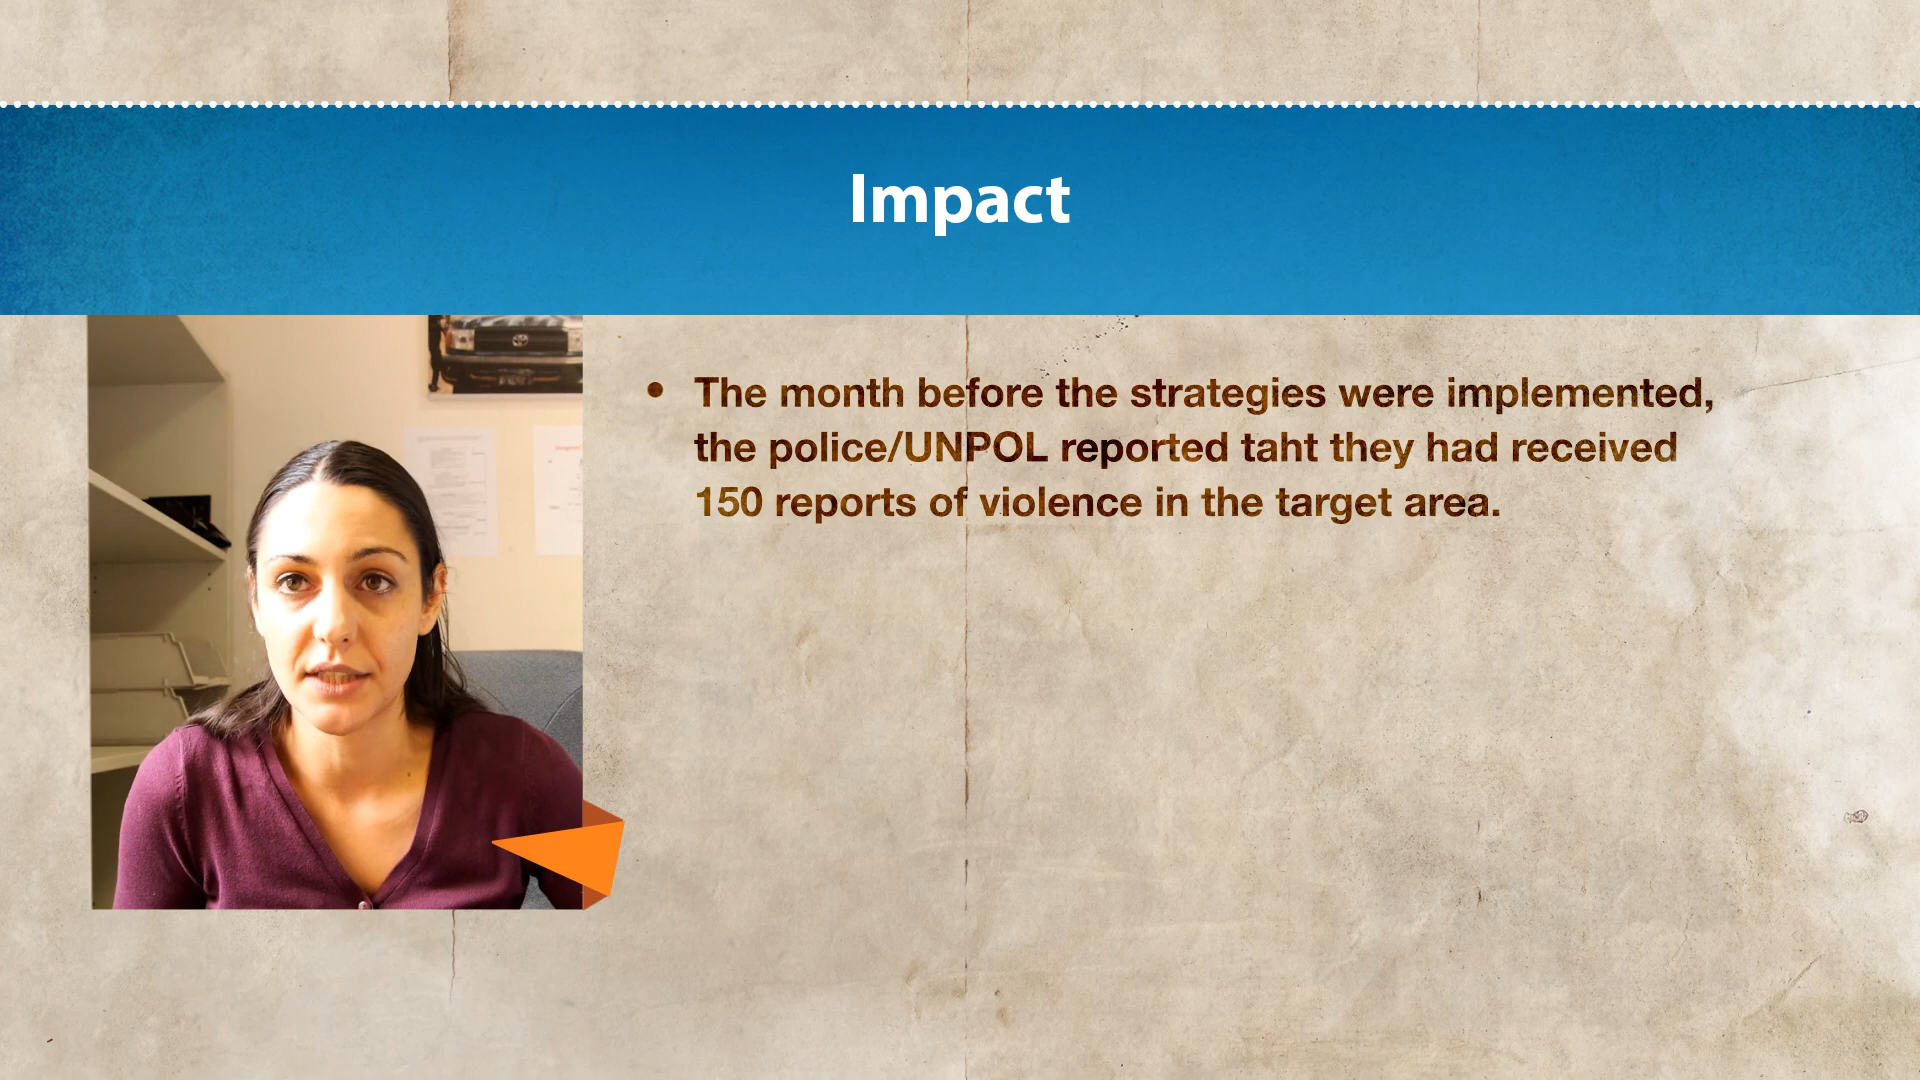 Impact
• The month before the strategies were implemented,
the police/UNPOL reported taht they had received
150 reports of violence in the target area.